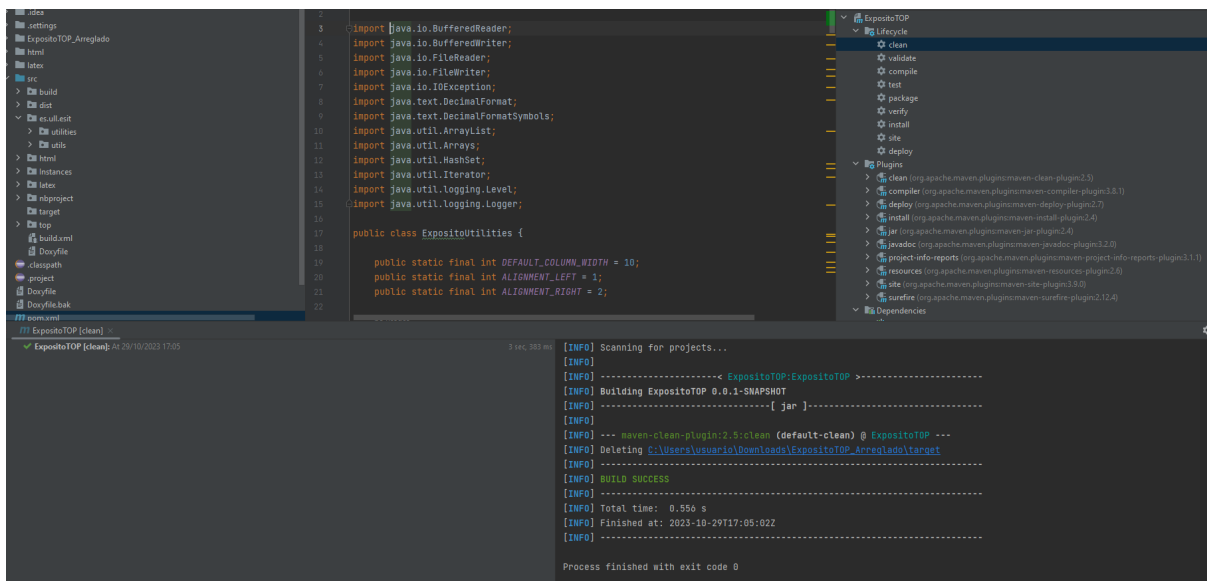 .idea
.settings
ExpositoTOP_Arreglado
html
latex
src
build
dist
es.ull.esit
utilities
utils
html
Instances
latex
nbproject
target
top
build.xml
Doxyfile
.classpath
.project
Doxyfile
Doxyfile.bak
pom.xml
2
3 import java.io.BufferedReader;
4 import java.io.BufferedWriter;
5 import java.io.FileReader;
6 import java.io.FileWriter;
7 import java.io.IOException;
8 import java.text.DecimalFormat;
9 import java.text.DecimalFormatSymbols;
10 import java.util.ArrayList;
11 import java.util.Arrays;
12 import java.util.HashSet;
13 import java.util.Iterator;
14 import java.util.logging.Level;
15 import java.util.logging.Logger;
16
17 public class ExpositoUtilities {
18
19 public static final int DEFAULT_COLUMN_WIDTH = 10;
20 public static final int ALIGNMENT_LEFT = 1;
21 public static final int ALIGNMENT_RIGHT = 2;
22
ExpositoTOP
Lifecycle
clean
validate
compile
test
package
verify
install
site
deploy
Plugins
clean (org.apache.maven.plugins:maven-clean-plugin:2.5)
compiler (org.apache.maven.plugins:maven-compiler-plugin:3.8.1)
deploy (org.apache.maven.plugins:maven-deploy-plugin:2.7)
install (org.apache.maven.plugins:maven-install-plugin:2.4)
jar (org.apache.maven.plugins:maven-jar-plugin:2.4)
javadoc (org.apache.maven.plugins:maven-javadoc-plugin:3.2.0)
project-info-reports (org.apache.maven.plugins:maven-project-info-reports-plugin:3.1.1)
resources (org.apache.maven.plugins:maven-resources-plugin:2.6)
site (org.apache.maven.plugins:maven-site-plugin:3.9.0)
surefire (org.apache.maven.plugins:maven-surefire-plugin:2.12.4)
Dependencies
ExpositoTOP [clean] ×
ExpositoTOP [clean]: At 29/10/2023 17:05 3 sec, 383 ms
[INFO] Scanning for projects...
[INFO]
[INFO] ----------------------< ExpositoTOP:ExpositoTOP >-----------------------
[INFO] Building ExpositoTOP 0.0.1-SNAPSHOT
[INFO] --------------------------------[ jar ]---------------------------------
[INFO]
[INFO] --- maven-clean-plugin:2.5:clean (default-clean) @ ExpositoTOP ---
[INFO] Deleting C:\Users\usuario\Downloads\ExpositoTOP_Arreglado\target
[INFO] ------------------------------------------------------------------------
[INFO] BUILD SUCCESS
[INFO] ------------------------------------------------------------------------
[INFO] Total time:  0.556 s
[INFO] Finished at: 2023-10-29T17:05:02Z
[INFO] ------------------------------------------------------------------------
Process finished with exit code 0